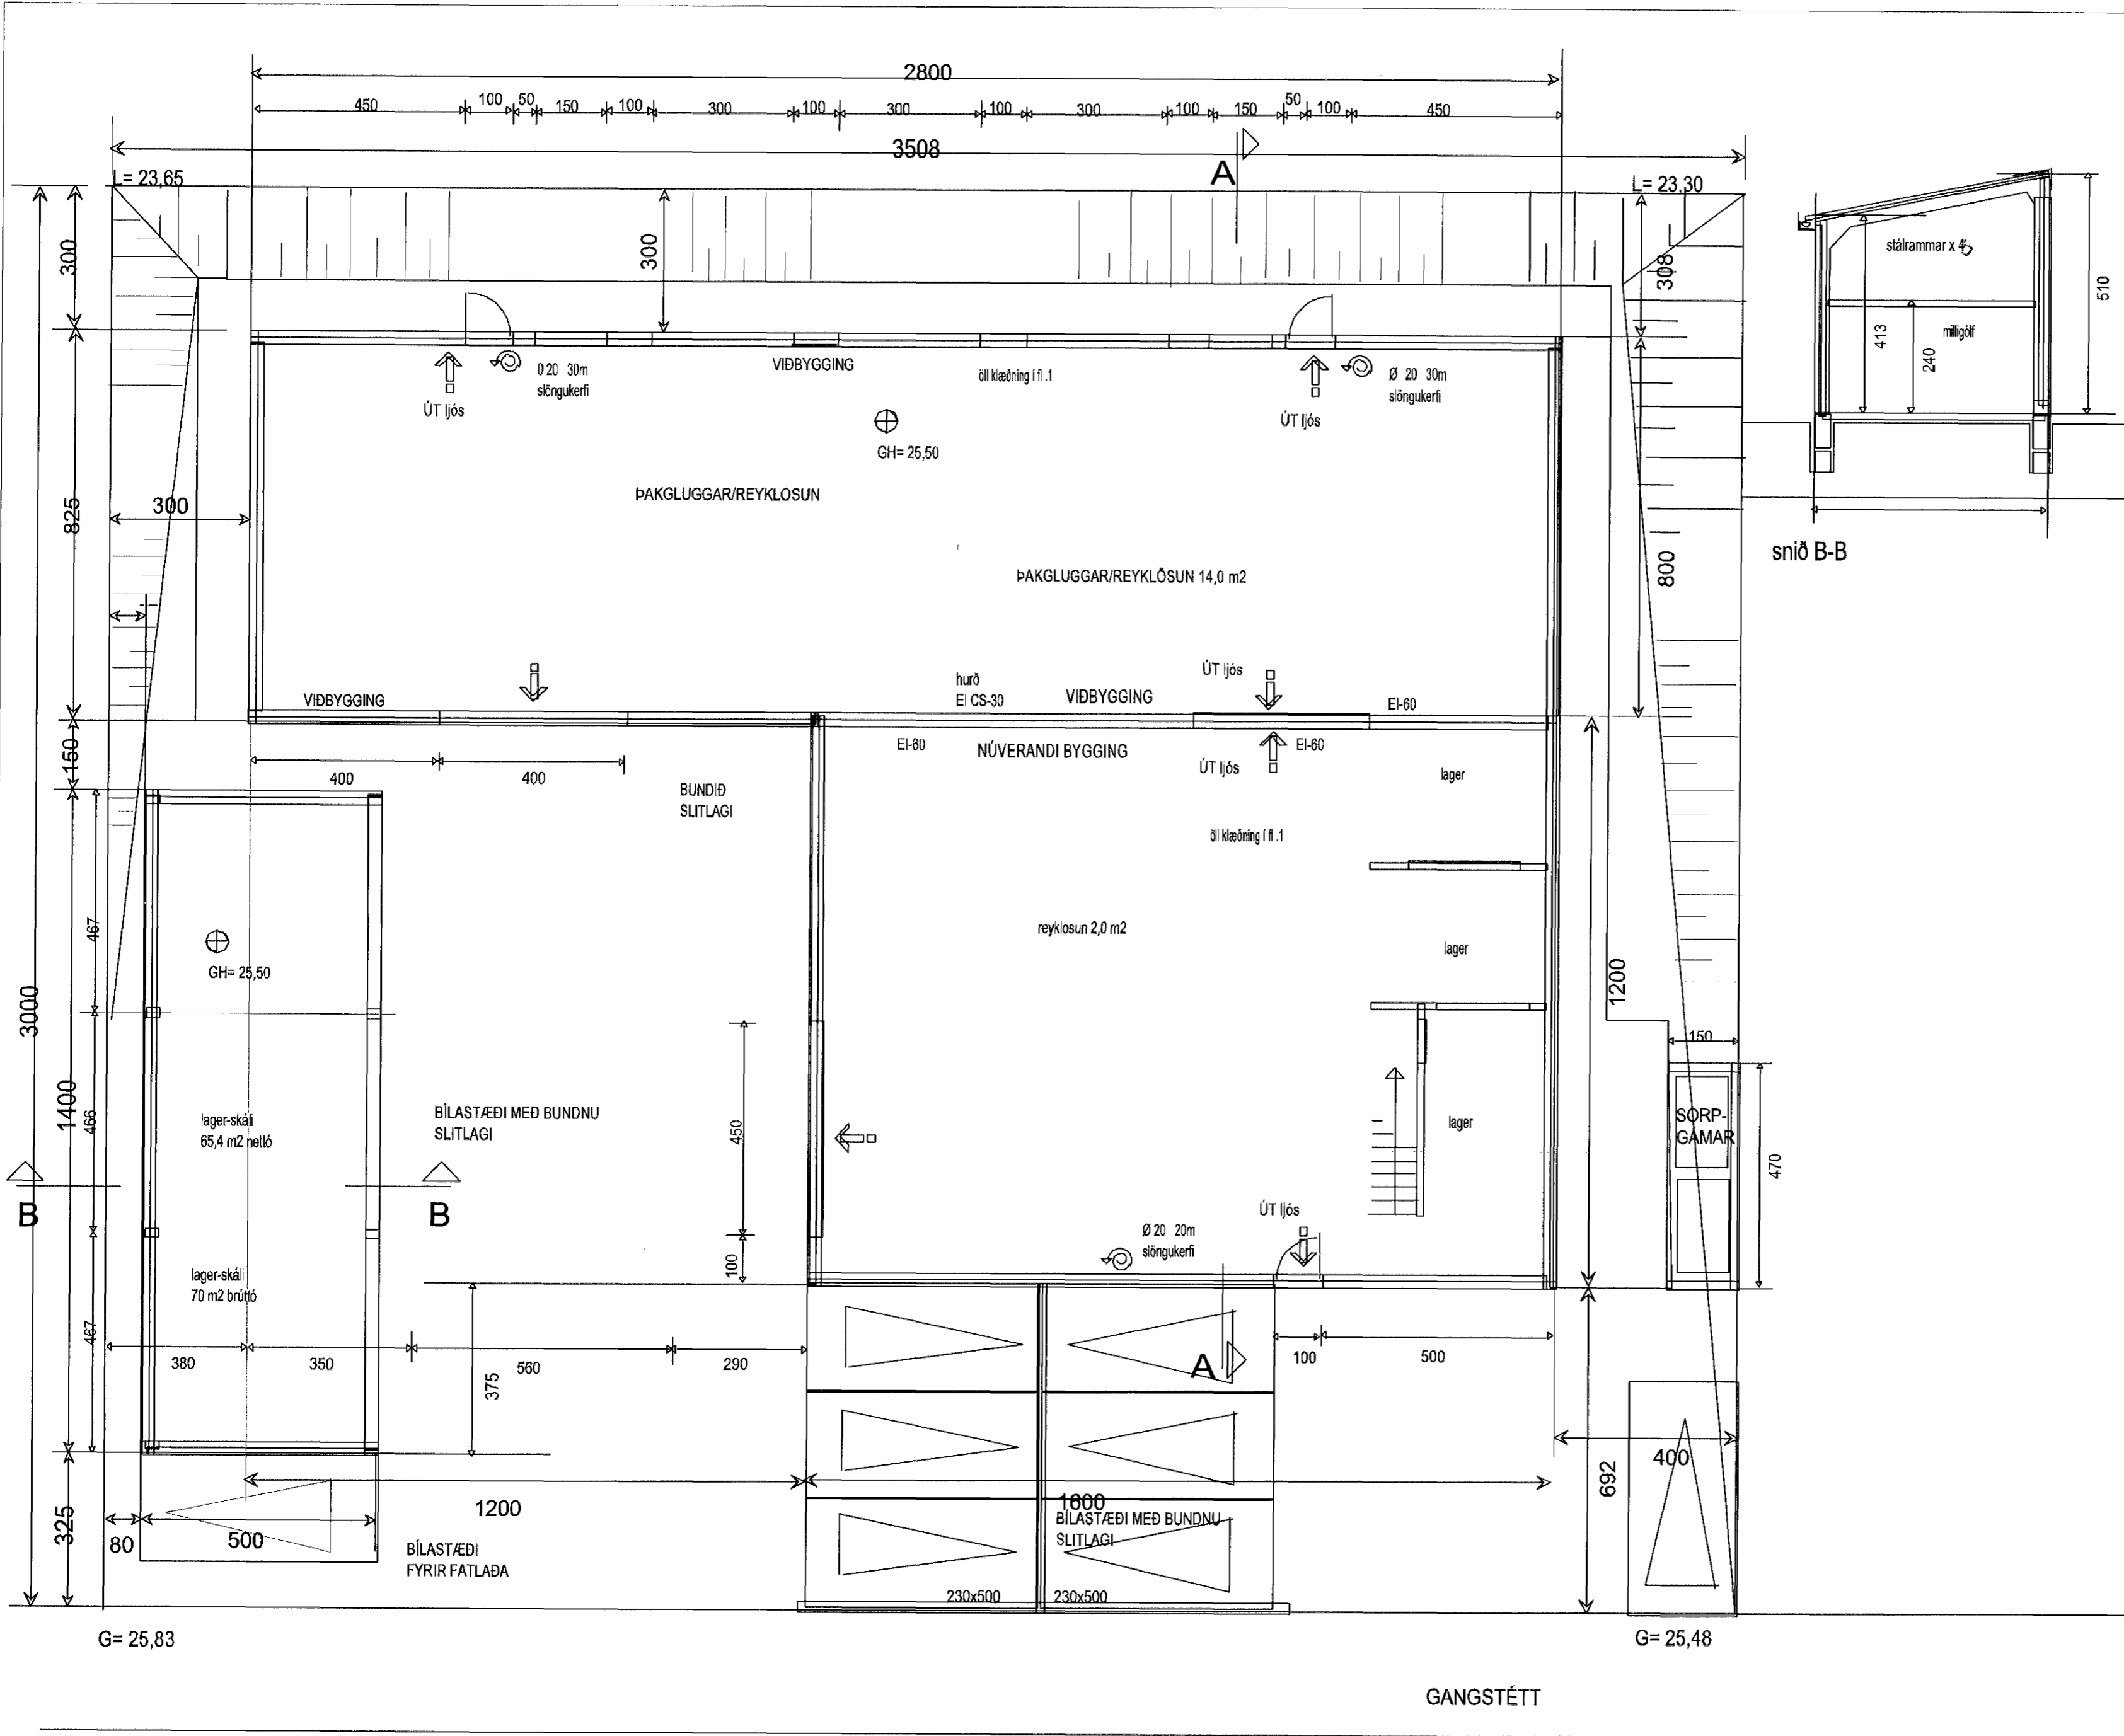 2800
450 100 50 150 100 300 100 300 100 300 100 150 50 100 450
3508
A
L= 23,65
L= 23,30
300
300
308
stálrammar x 4
510
413
milligólf
240
snið B-B
VIÐBYGGING
öll klæðning í fl .1
0 20 30m
slöngukerfi
Ø 20 30m
slöngukerfi
ÚT ljós
ÚT ljós
GH= 25,50
ÞAKGLUGGAR/REYKLOSUN
825
300
ÞAKGLUGGAR/REYKLÖSUN 14,0 m2
800
ÚT ljós
hurð
EI CS-30
VIÐBYGGING
VIÐBYGGING
EI-60
EI-60
NÚVERANDI BYGGING
EI-60
ÚT ljós
lager
150
400
400
BUNDIÐ
SLITLAGI
öll klæðning í fl .1
467
reyklosun 2,0 m2
lager
GH= 25,50
3000
1200
150
1400
466
lager-skáli
65,4 m2 nettó
BÍLASTÆÐI MEÐ BUNDNU
SLITLAGI
450
lager
SORP-
GÁMAR
470
B
B
ÚT ljós
Ø 20 20m
slöngukerfi
100
lager-skáli
70 m2 brúttó
467
380
350
560
290
375
A
100
500
400
692
1200
1800
BÍLASTÆÐI MEÐ BUNDNU
SLITLAGI
325
80
500
BÍLASTÆÐI
FYRIR FATLAÐA
230x500
230x500
G= 25,83
G= 25,48
GANGSTÉTT